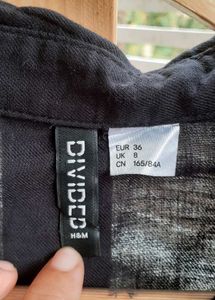 DIVIDED
H&M
EUR 36
UK 8
CN 165/84A